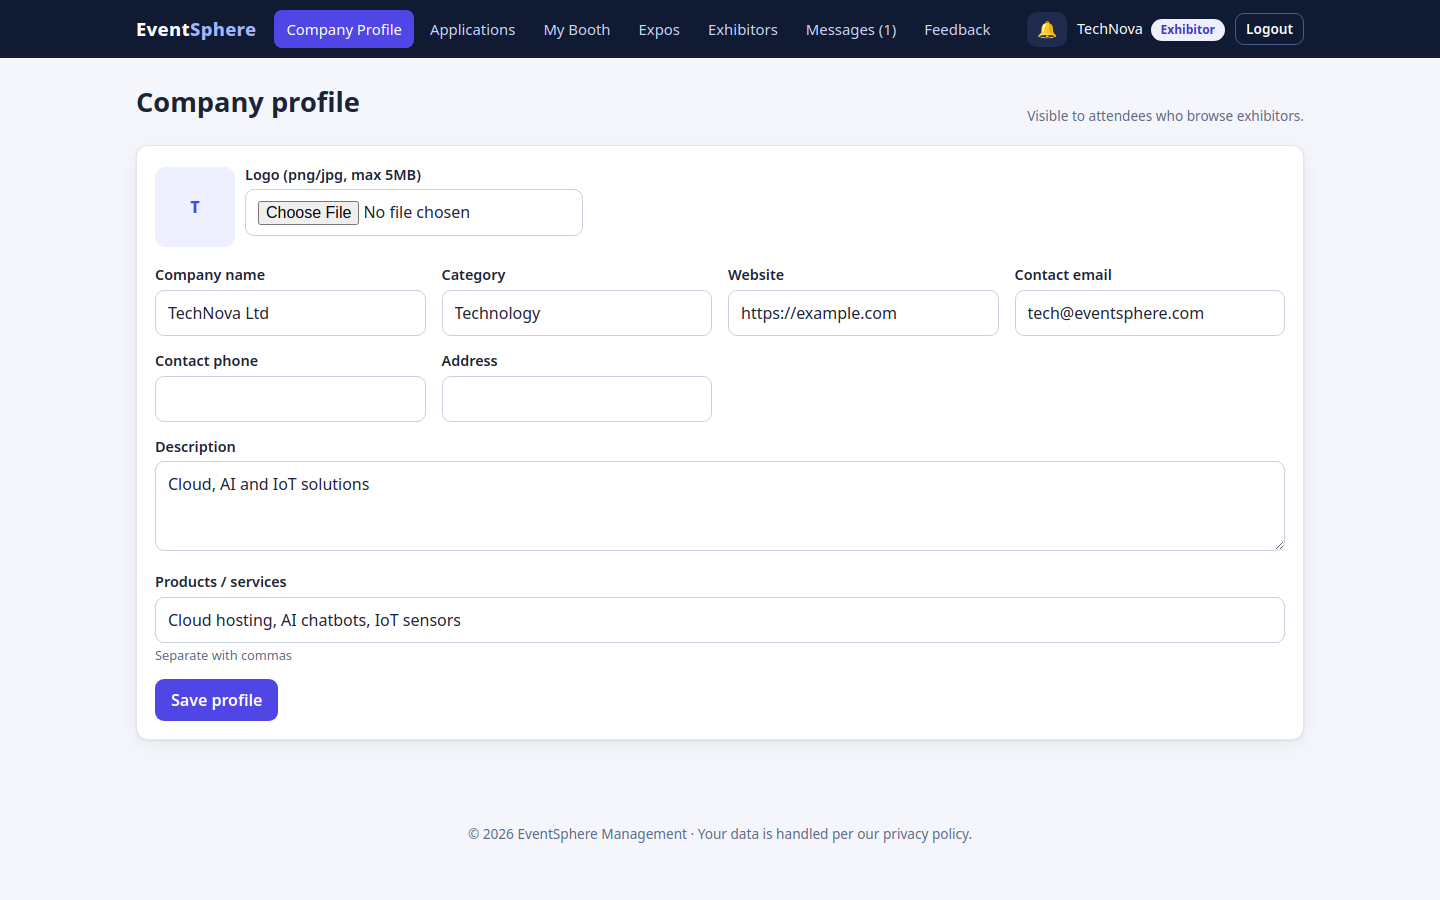 EventSphere Company Profile Applications My Booth Expos Exhibitors Messages (1) Feedback 🔔 TechNova Exhibitor Logout
Company profile
Visible to attendees who browse exhibitors.
T
Logo (png/jpg, max 5MB)
Choose File No file chosen
Company name Category Website Contact email
TechNova Ltd Technology https://example.com tech@eventsphere.com
Contact phone Address
Description
Cloud, AI and IoT solutions
Products / services
Cloud hosting, AI chatbots, IoT sensors
Separate with commas
Save profile
© 2026 EventSphere Management · Your data is handled per our privacy policy.